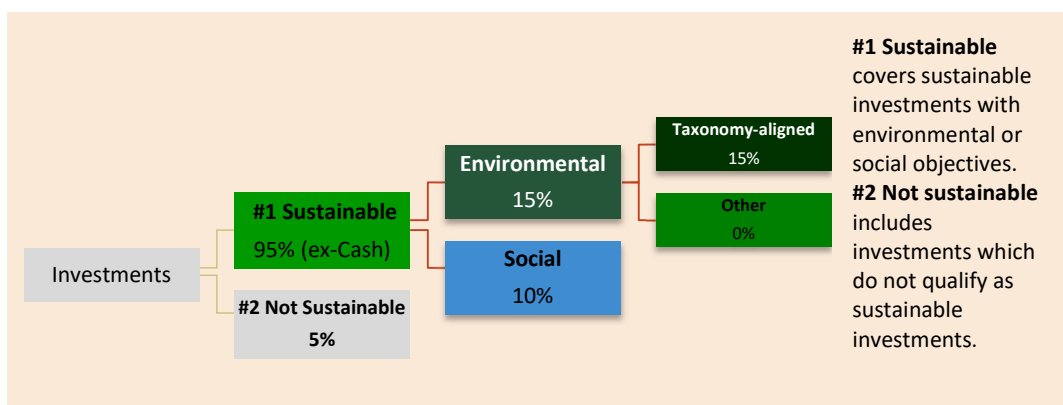 Investments
#1 Sustainable
95% (ex-Cash)
#2 Not Sustainable
5%
Environmental
15%
Social
10%
Taxonomy-aligned
15%
Other
0%
#1 Sustainable
covers sustainable
investments with
environmental or
social objectives.
#2 Not sustainable
includes
investments which
do not qualify as
sustainable
investments.